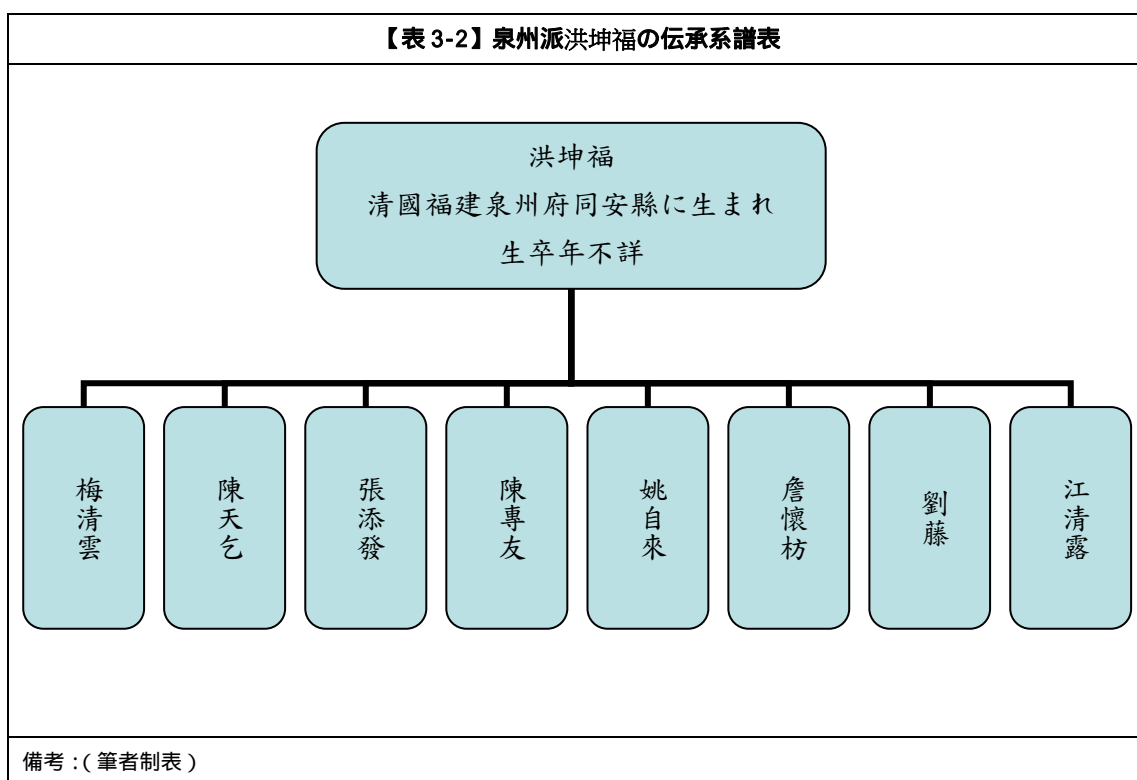 【表 3-2】泉州派洪坤福の伝承系譜表
洪坤福
清國福建泉州府同安縣に生まれ
生卒年不詳
梅清雲
陳天乞
張添發
陳專友
姚自來
詹懷枋
劉藤
江清露
備考：（筆者制表）